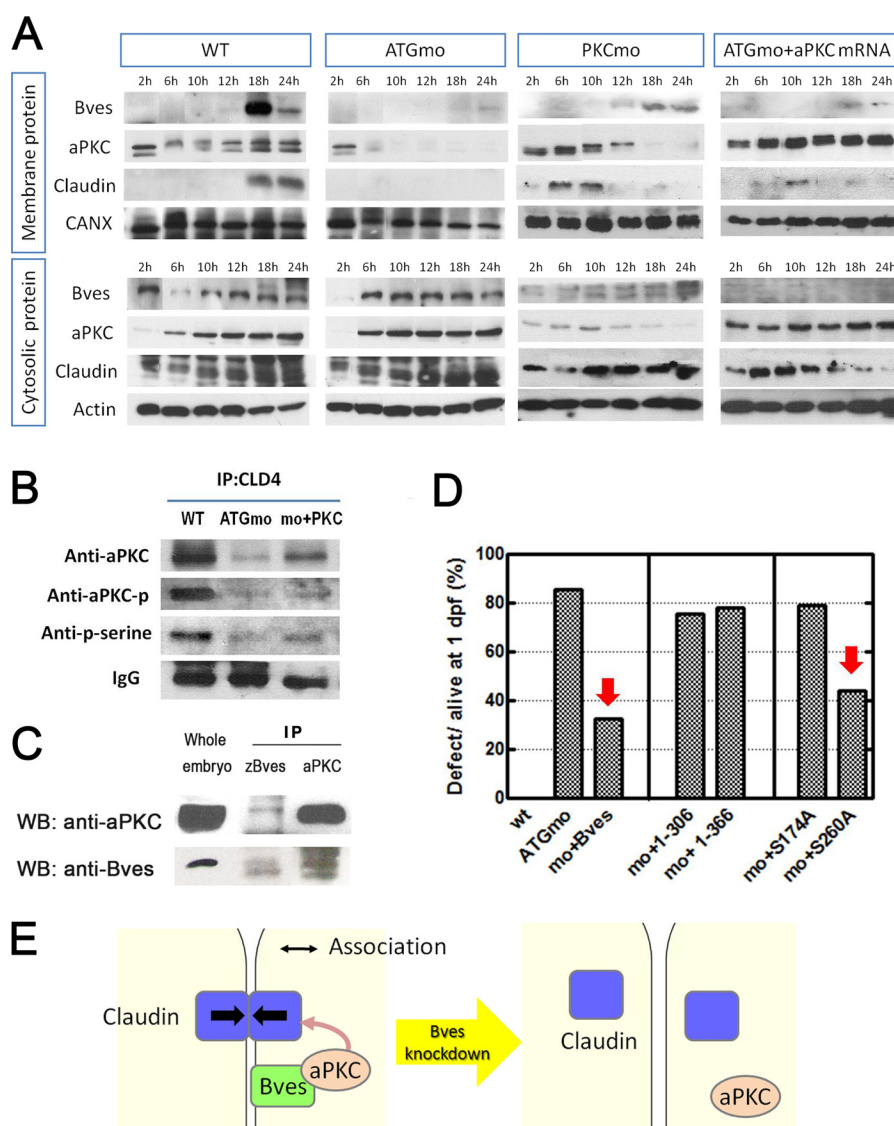 A
WT ATGmo PKCmo ATGmo+aPKC mRNA
2h 6h 10h 12h 18h 24h 2h 6h 10h 12h 18h 24h 2h 6h 10h 12h 18h 24h 2h 6h 10h 12h 18h 24h
Membrane protein
Bves
aPKC
Claudin
CANX
2h 6h 10h 12h 18h 24h 2h 6h 10h 12h 18h 24h 2h 6h 10h 12h 18h 24h 2h 6h 10h 12h 18h 24h
Cytosolic protein
Bves
aPKC
Claudin
Actin
B
IP:CLD4
WT ATGmo mo+PKC
Anti-aPKC
Anti-aPKC-p
Anti-p-serine
IgG
C
Whole embryo
IP
zBves aPKC
WB: anti-aPKC
WB: anti-Bves
D
Defect/ alive at 1 dpf (%)
100
80
60
40
20
0
wt
ATGmo
mo+Bves
mo+1-306
mo+ 1-366
mo+S174A
mo+S260A
E
Association
Claudin
aPKC
Bves
Bves
knockdown
Claudin
aPKC